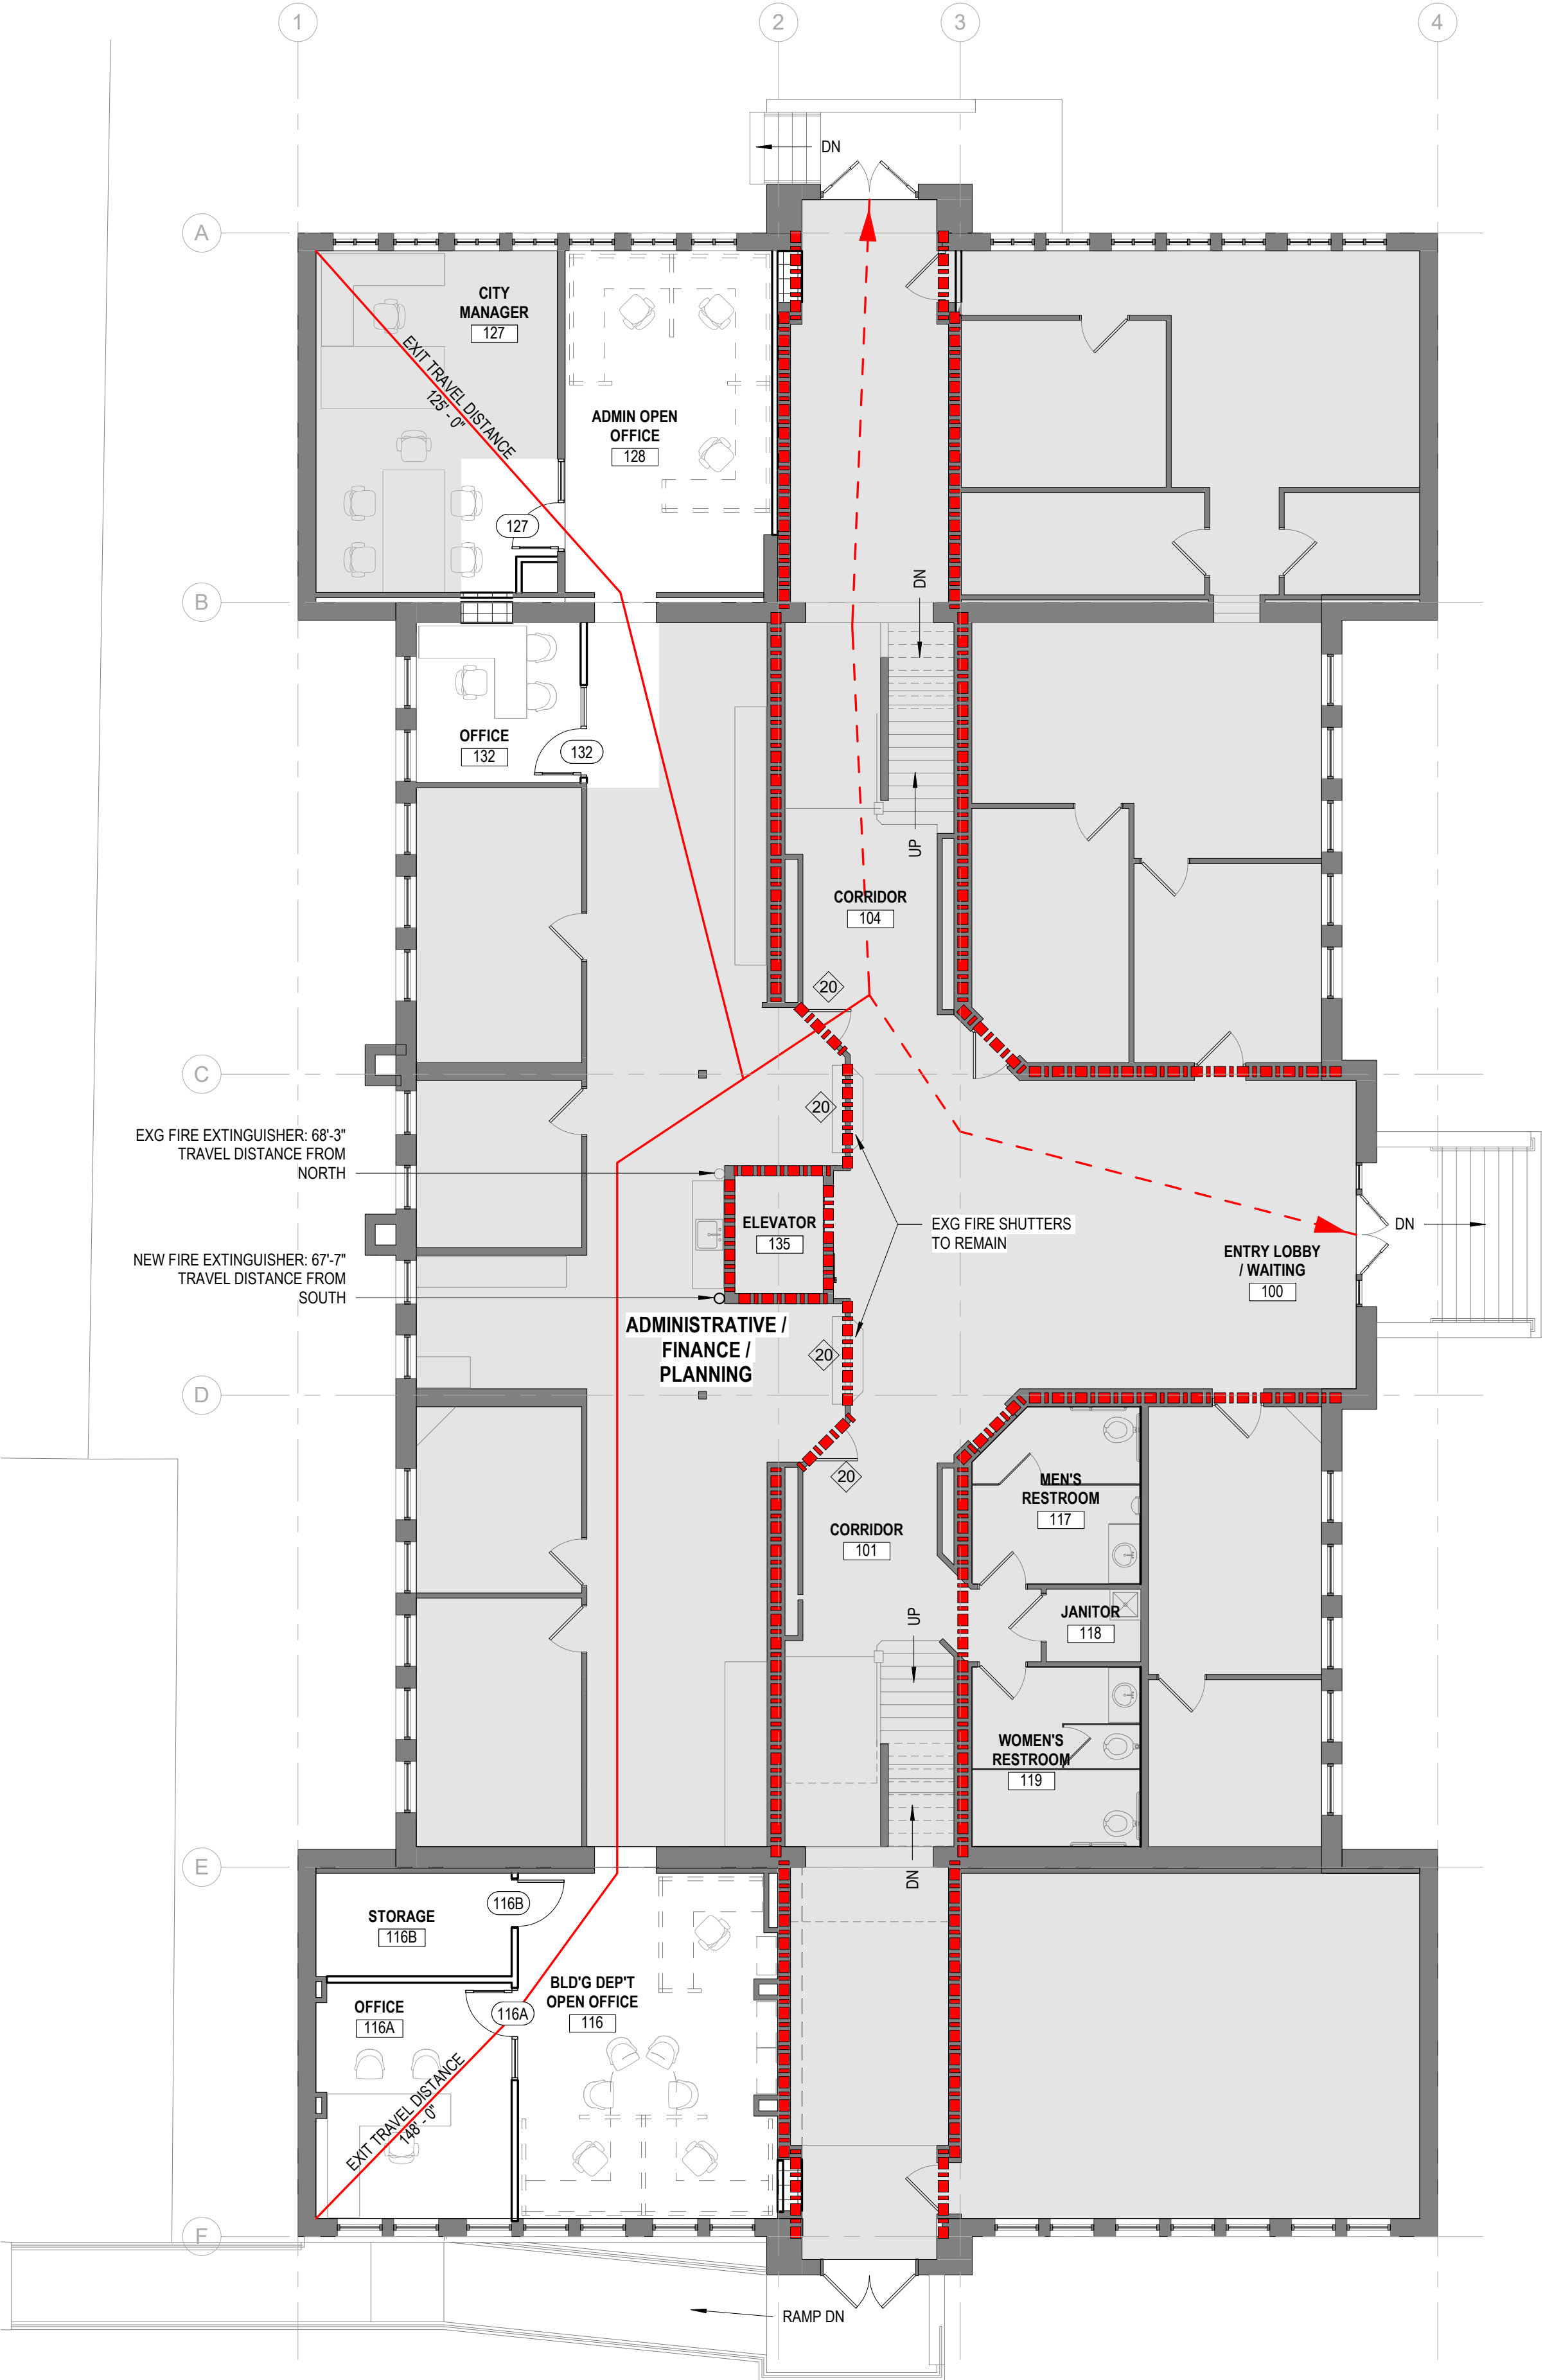 1
2
3
4
DN
A
CITY
MANAGER
127
EXIT TRAVEL DISTANCE
125' - 0"
ADMIN OPEN
OFFICE
128
127
B
DN
OFFICE
132
132
UP
CORRIDOR
104
20
C
20
EXG FIRE EXTINGUISHER: 68'-3"
TRAVEL DISTANCE FROM
NORTH
ELEVATOR
135
EXG FIRE SHUTTERS
TO REMAIN
DN
ENTRY LOBBY
/ WAITING
100
NEW FIRE EXTINGUISHER: 67'-7"
TRAVEL DISTANCE FROM
SOUTH
ADMINISTRATIVE /
FINANCE /
PLANNING
20
D
20
MEN'S
RESTROOM
117
CORRIDOR
101
UP
JANITOR
118
WOMEN'S
RESTROOM
119
E
DN
STORAGE
116B
116B
BLD'G DEP'T
OPEN OFFICE
116
OFFICE
116A
116A
EXIT TRAVEL DISTANCE
148' - 0"
F
RAMP DN